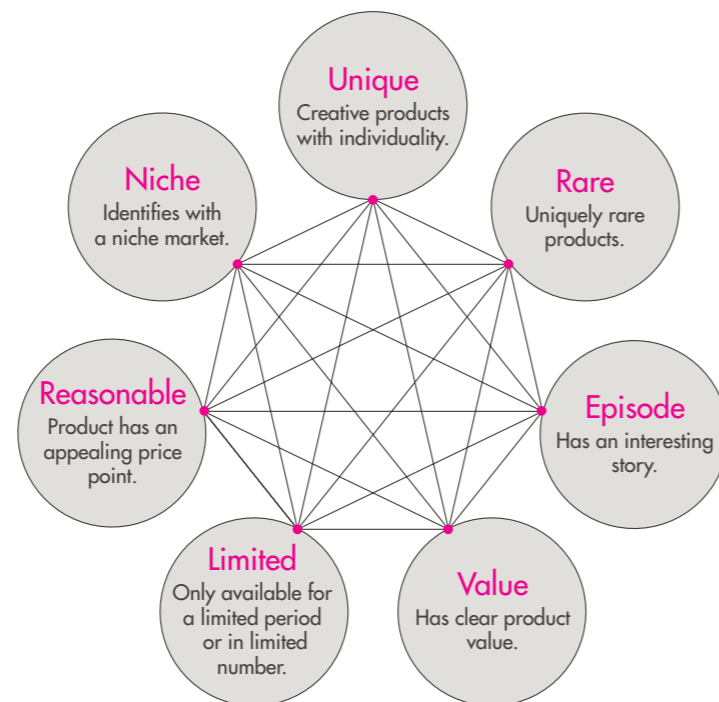 Unique
Creative products
with individuality.
Niche
Identifies with
a niche market.
Rare
Uniquely rare
products.
Reasonable
Product has an
appealing price
point.
Episode
Has an interesting
story.
Limited
Only available for
a limited period
or in limited
number.
Value
Has clear product
value.